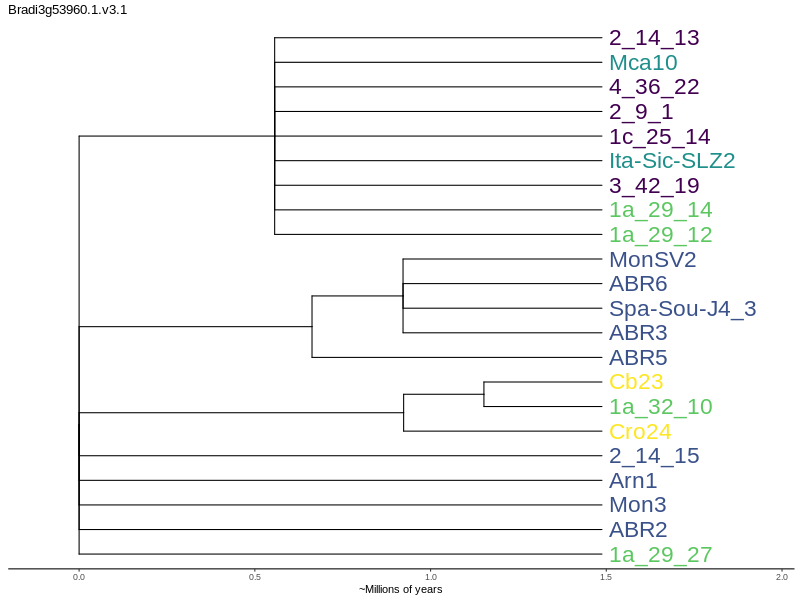 Bradi3g53960.1.v3.1
2_14_13
Mca10
4_36_22
2_9_1
1c_25_14
Ita-Sic-SLZ2
3_42_19
1a_29_14
1a_29_12
MonSV2
ABR6
Spa-Sou-J4_3
ABR3
ABR5
Cb23
1a_32_10
Cro24
2_14_15
Arn1
Mon3
ABR2
1a_29_27
0.0 0.5 1.0 1.5 2.0
~Millions of years